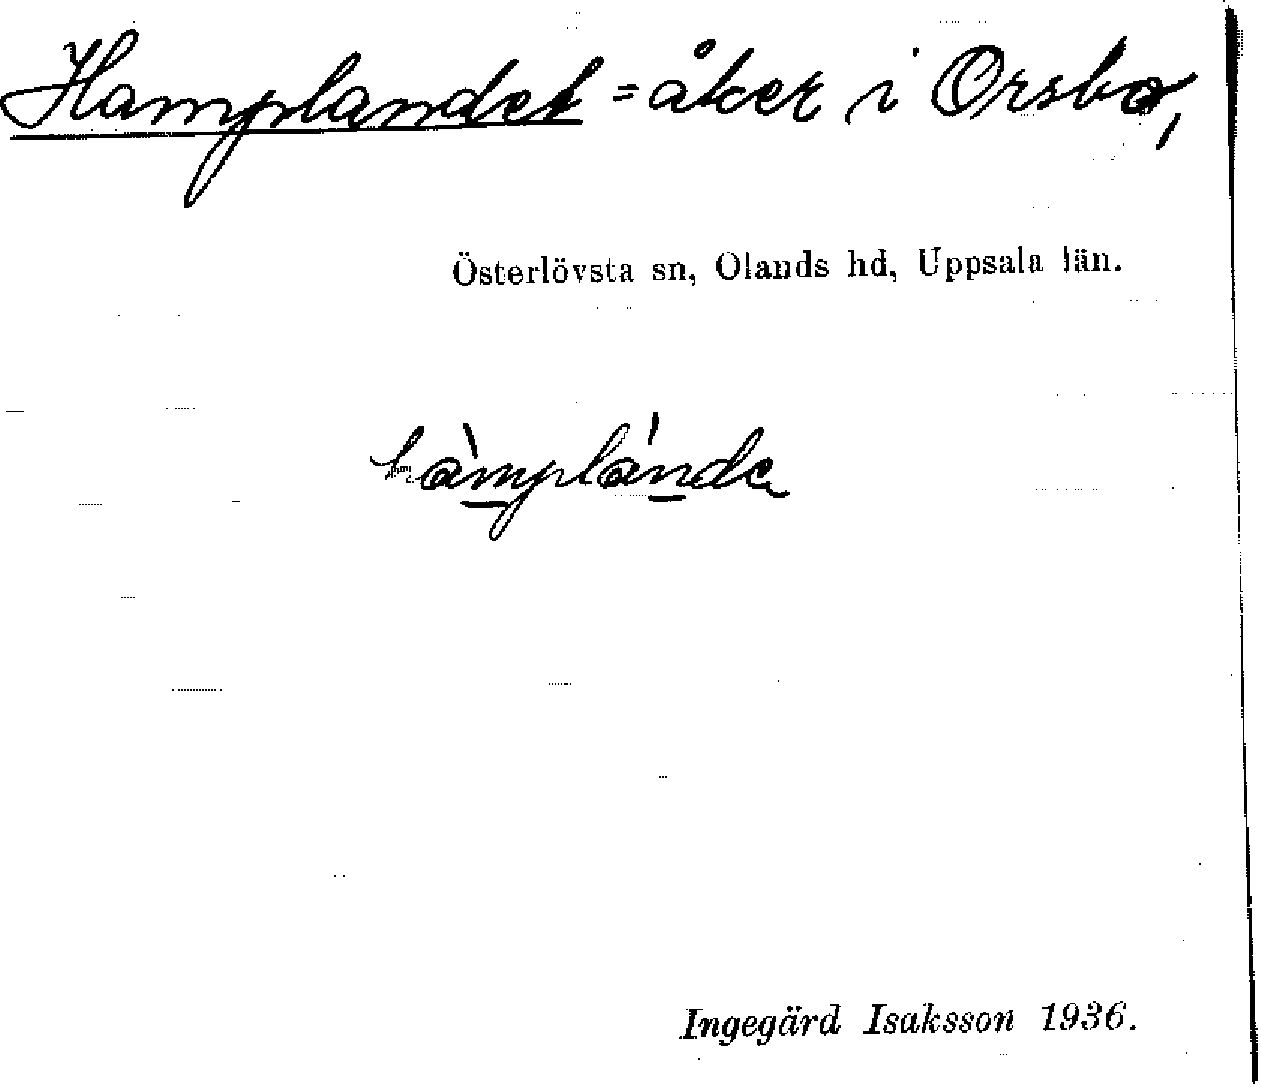 Hamplandet = åker i Orsbo,
Österlövsta sn, Olands hd, Uppsala län.
hàmplánde
Ingegärd Isaksson 1936.